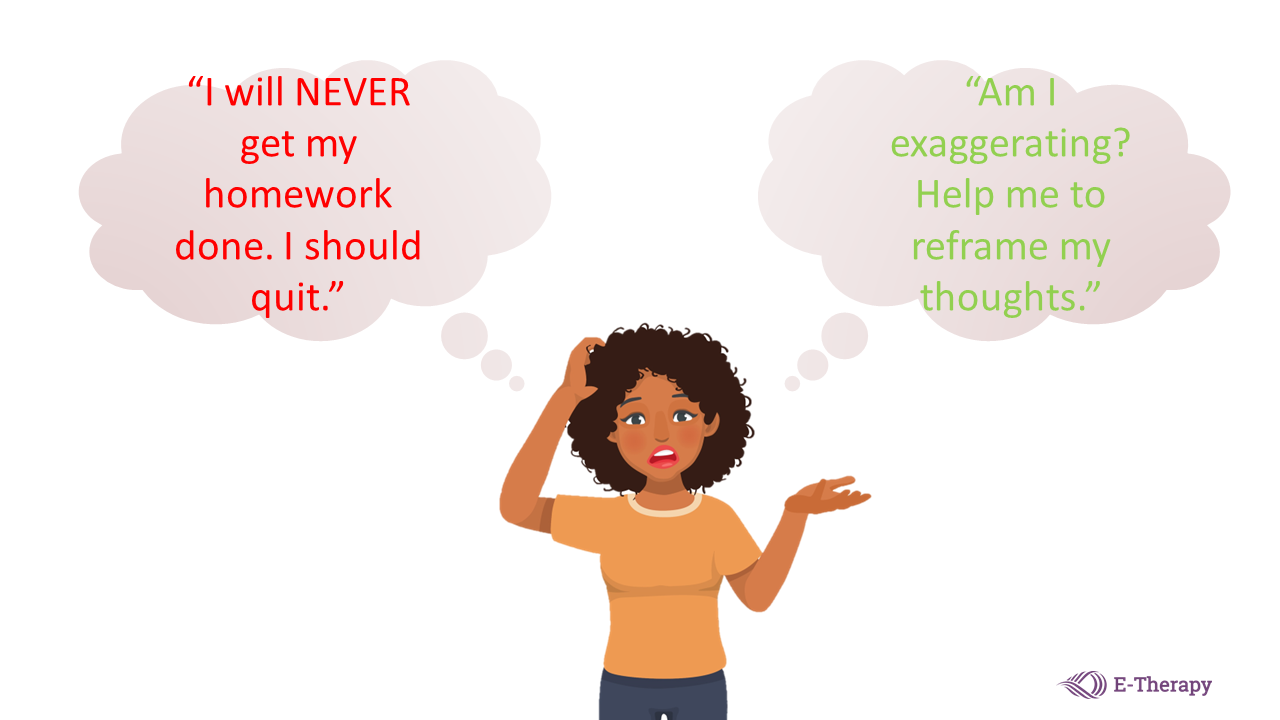 “I will NEVER
get my
homework
done. I should
quit.”
“Am I
exaggerating?
Help me to
reframe my
thoughts.”
E-Therapy